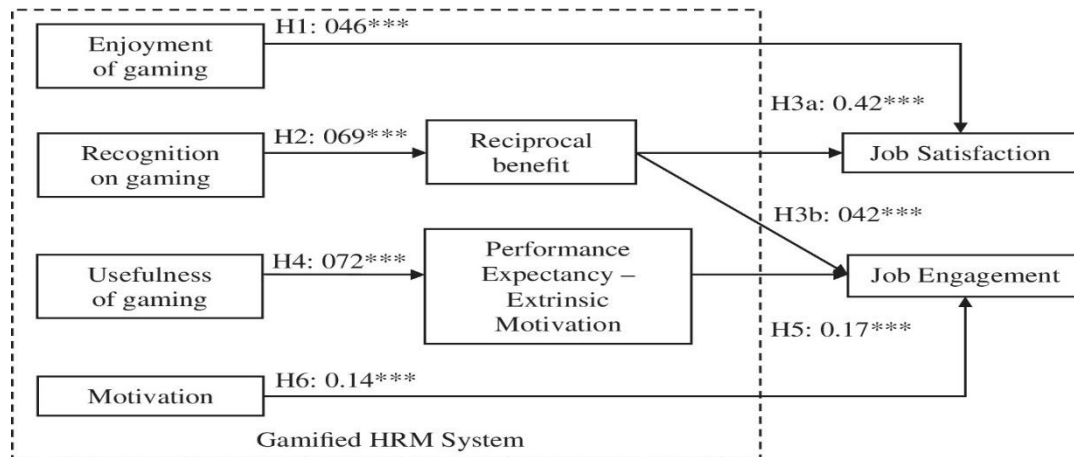 H1: 046***
Enjoyment
of gaming
H3a: 0.42***
H2: 069***
Recognition
on gaming
Reciprocal
benefit
Job Satisfaction
H3b: 042***
H4: 072***
Usefulness
of gaming
Performance
Expectancy –
Extrinsic
Motivation
Job Engagement
H5: 0.17***
H6: 0.14***
Motivation
Gamified HRM System